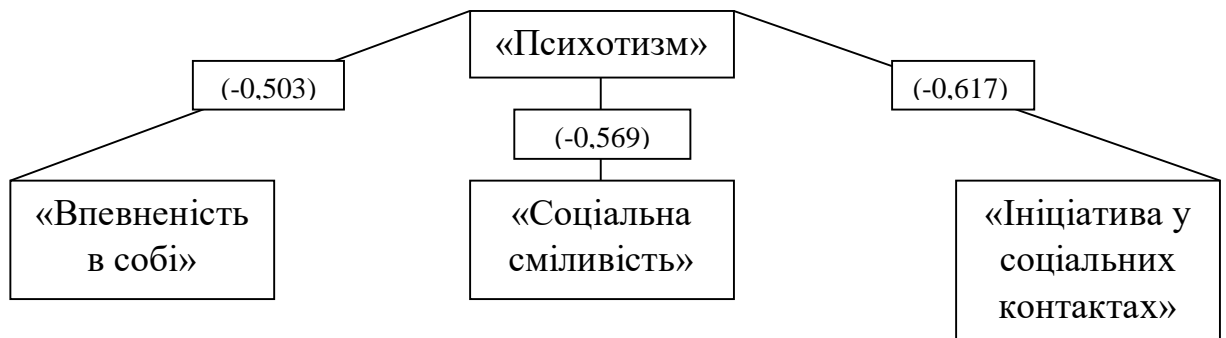 «Психотизм»
(-0,503)
(-0,569)
(-0,617)
«Впевненість
в собі»
«Соціальна
сміливість»
«Ініціатива у
соціальних
контактах»